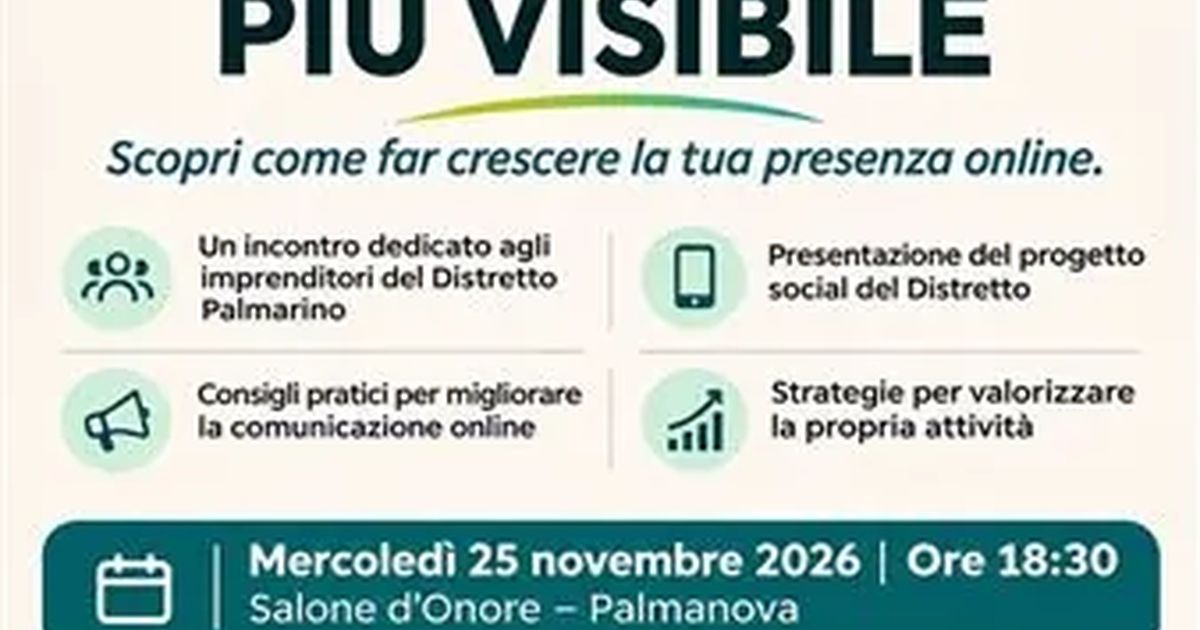 PIÙ VISIBILE
Scopri come far crescere la tua presenza online.
Un incontro dedicato agli
imprenditori del Distretto
Palmarino
Presentazione del progetto
social del Distretto
Consigli pratici per migliorare
la comunicazione online
Strategie per valorizzare
la propria attività
Mercoledì 25 novembre 2026 | Ore 18:30
Salone d'Onore – Palmanova